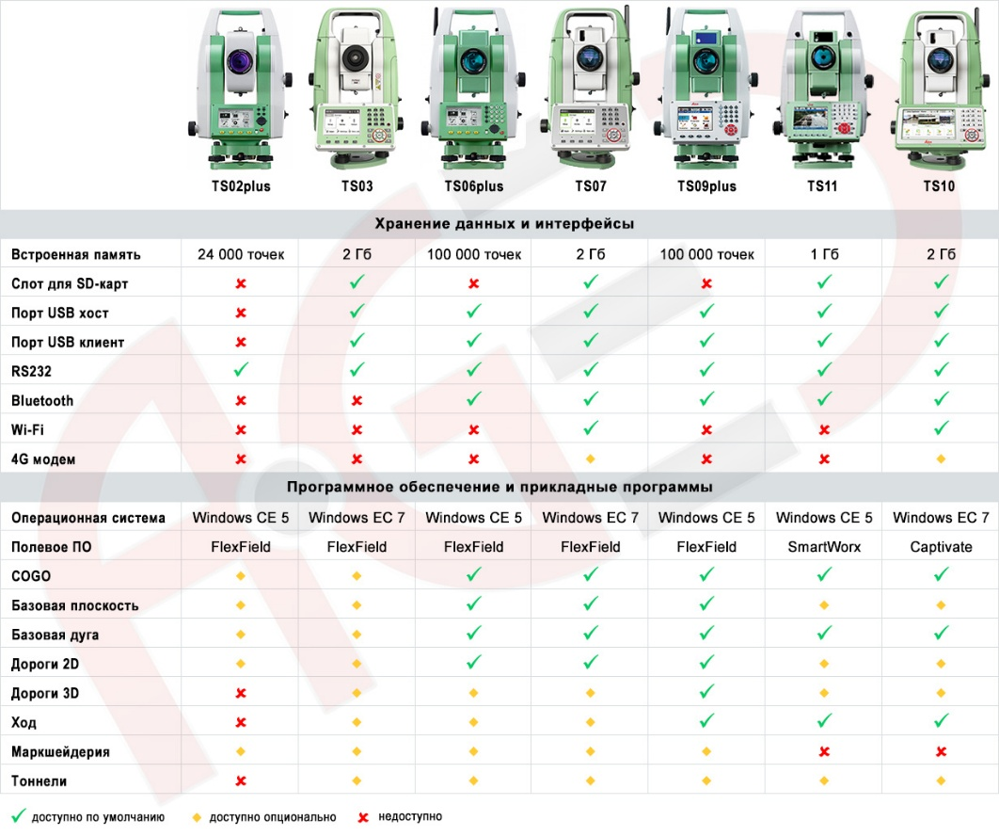 TS02plus TS03 TS06plus TS07 TS09plus TS11 TS10
Хранение данных и интерфейсы
Встроенная память 24 000 точек 2 Гб 100 000 точек 2 Гб 100 000 точек 1 Гб 2 Гб
Слот для SD-карт ✘ ✓ ✘ ✓ ✘ ✓ ✓
Порт USB хост ✘ ✓ ✓ ✓ ✓ ✓ ✓
Порт USB клиент ✘ ✓ ✓ ✓ ✓ ✓ ✓
RS232 ✓ ✓ ✓ ✓ ✓ ✓ ✓
Bluetooth ✘ ✘ ✓ ✓ ✓ ✓ ✓
Wi-Fi ✘ ✘ ✘ ✓ ✘ ✘ ✓
4G модем ✘ ✘ ✘ ◆ ✘ ✘ ◆
Программное обеспечение и прикладные программы
Операционная система Windows CE 5 Windows EC 7 Windows CE 5 Windows EC 7 Windows CE 5 Windows CE 5 Windows EC 7
Полевое ПО FlexField FlexField FlexField FlexField FlexField SmartWorx Captivate
COGO ◆ ◆ ✓ ✓ ✓ ✓ ✓
Базовая плоскость ◆ ◆ ✓ ✓ ✓ ◆ ◆
Базовая дуга ◆ ◆ ✓ ✓ ✓ ✓ ✓
Дороги 2D ◆ ◆ ✓ ✓ ✓ ◆ ◆
Дороги 3D ✘ ◆ ◆ ◆ ✓ ◆ ◆
Ход ✘ ◆ ◆ ◆ ✓ ✓ ✓
Маркшейдерия ◆ ◆ ◆ ◆ ◆ ✘ ✘
Тоннели ✘ ◆ ◆ ◆ ◆ ◆ ◆
✓ доступно по умолчанию ◆ доступно опционально ✘ недоступно